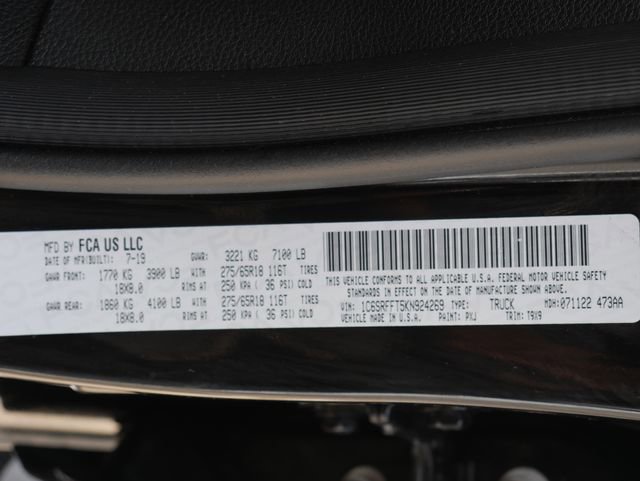 MFD BY FCA US LLC
DATE OF MFR(BUILT): 7-19 GVWR: 3221 KG 7100 LB
GAWR FRONT: 1770 KG 3900 LB WITH 275/65R18 116T TIRES
18X8.0 RIMS AT 250 KPA ( 36 PSI) COLD
GAWR REAR: 1860 KG 4100 LB WITH 275/65R18 116T TIRES
18X8.0 RIMS AT 250 KPA ( 36 PSI) COLD
THIS VEHICLE CONFORMS TO ALL APPLICABLE U.S.A. FEDERAL MOTOR VEHICLE SAFETY
STANDARDS IN EFFECT ON THE DATE OF MANUFACTURE SHOWN ABOVE.
VIN: 1C6SRFFT5KN924269 TYPE: TRUCK MDH: 071122 473AA
VEHICLE MADE IN U.S.A. PAINT: PXJ TRIM: T9X9